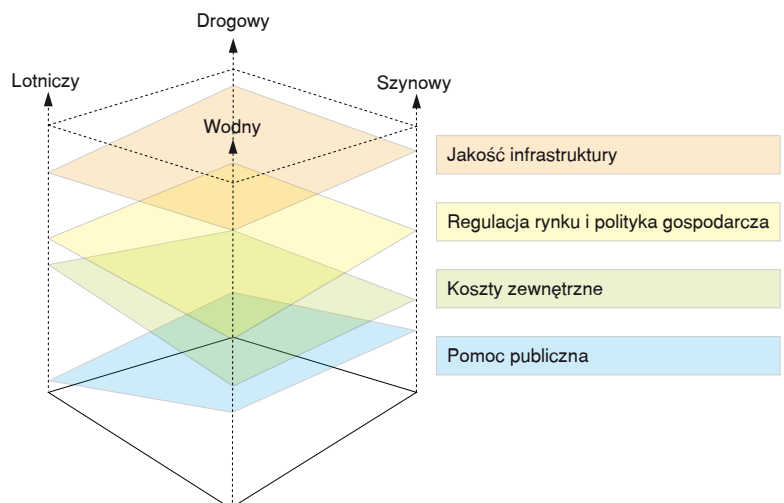 Drogowy
Lotniczy
Szynowy
Wodny
Jakość infrastruktury
Regulacja rynku i polityka gospodarcza
Koszty zewnętrzne
Pomoc publiczna